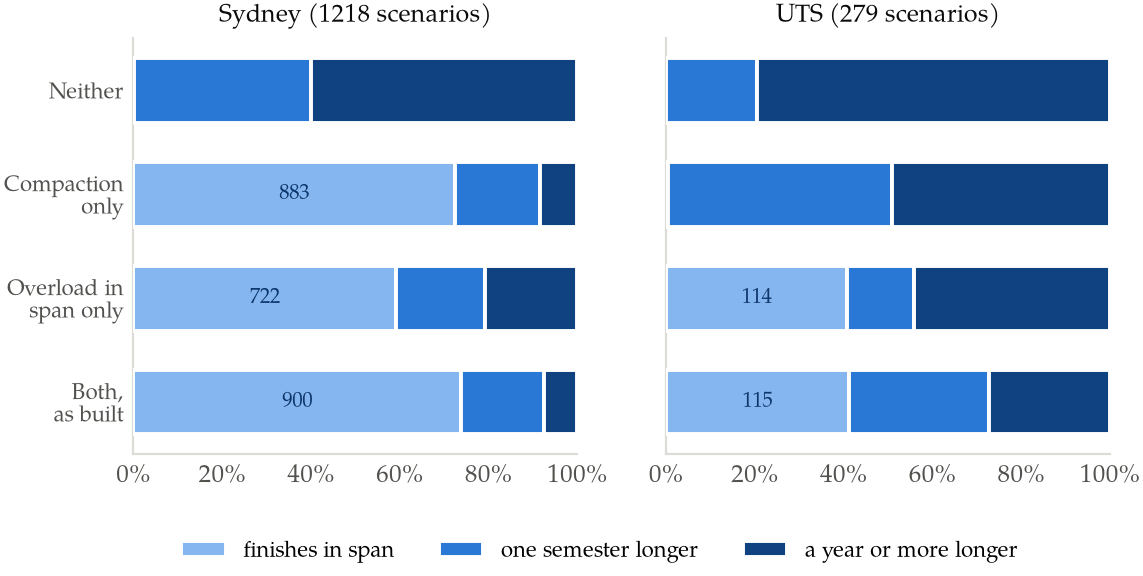 Sydney (1218 scenarios)
UTS (279 scenarios)
Neither
Compaction
only
883
Overload in
span only
722
114
Both,
as built
900
115
0% 20% 40% 60% 80% 100%
0% 20% 40% 60% 80% 100%
finishes in span
one semester longer
a year or more longer